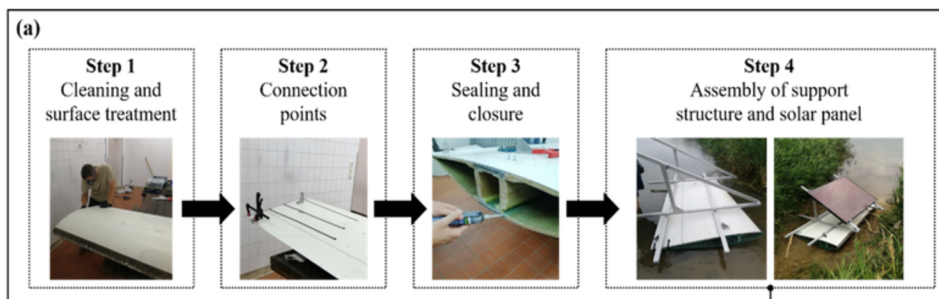 (a)
Step 1
Cleaning and
surface treatment
Step 2
Connection
points
Step 3
Sealing and
closure
Step 4
Assembly of support
structure and solar panel